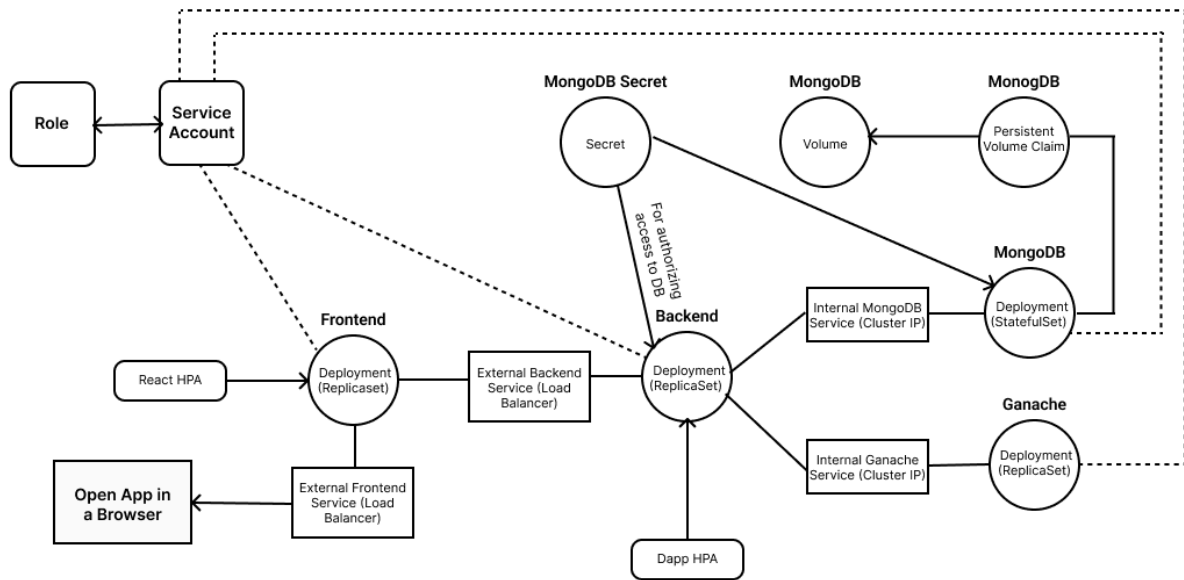 MongoDB Secret
MongoDB
MonogDB
Role
Service
Account
Secret
Volume
Persistent
Volume Claim
For authorizing
access to DB
MongoDB
Deployment
(StatefulSet)
Internal MongoDB
Service (Cluster IP)
Frontend
Backend
React HPA
Deployment
(Replicaset)
External Backend
Service (Load
Balancer)
Deployment
(ReplicaSet)
Ganache
Deployment
(ReplicaSet)
Internal Ganache
Service (Cluster IP)
Open App in
a Browser
External Frontend
Service (Load
Balancer)
Dapp HPA